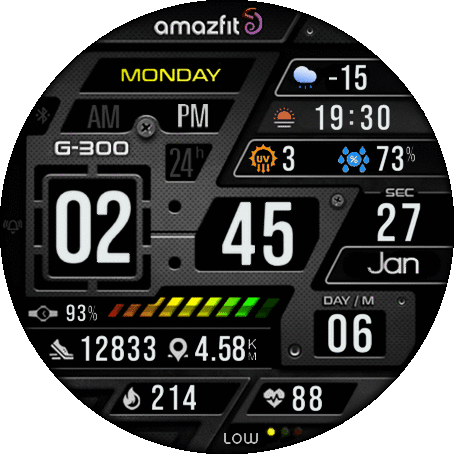 amazfit
MONDAY
-15
AM PM
19:30
G-300
24h
UV 3
% 73%
SEC
02 45 27
Jan
93%
DAY / M
12833 4.58 KM
06
214 88
LOW